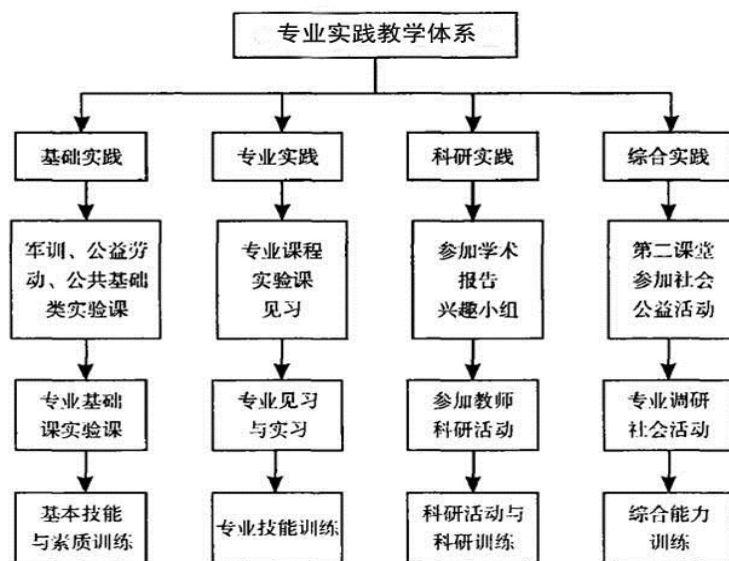 专业实践教学体系
基础实践
专业实践
科研实践
综合实践
军训、公益劳
动、公共基础
类实验课
专业课程
实验课
见习
参加学术
报告
兴趣小组
第二课堂
参加社会
公益活动
专业基础
课实验课
专业见习
与实习
参加教师
科研活动
专业调研
社会活动
基本技能
与素质训练
专业技能训练
科研活动与
科研训练
综合能力
训练